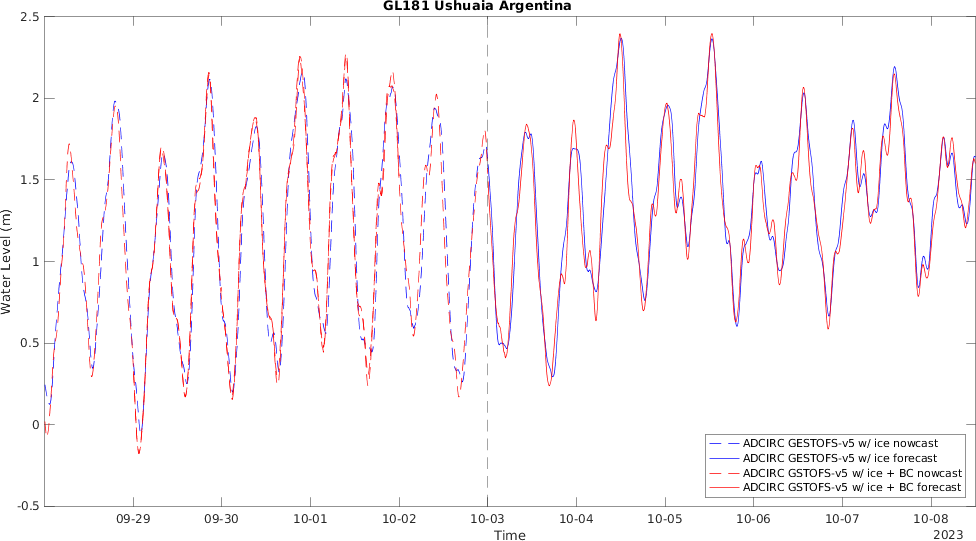 GL181 Ushuaia Argentina
2.5
2
1.5
1
0.5
0
-0.5
Water Level (m)
ADCIRC GESTOFS-v5 w/ ice nowcast
ADCIRC GESTOFS-v5 w/ ice forecast
ADCIRC GSTOFS-v5 w/ ice + BC nowcast
ADCIRC GSTOFS-v5 w/ ice + BC forecast
09-29 09-30 10-01 10-02 10-03 10-04 10-05 10-06 10-07 10-08
Time
2023